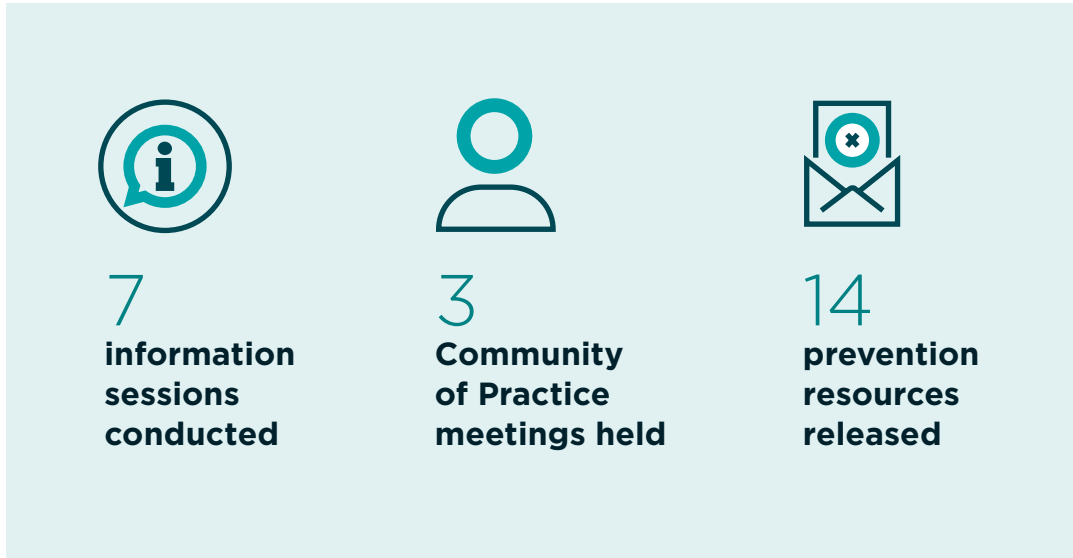 7
information
sessions
conducted
3
Community
of Practice
meetings held
14
prevention
resources
released